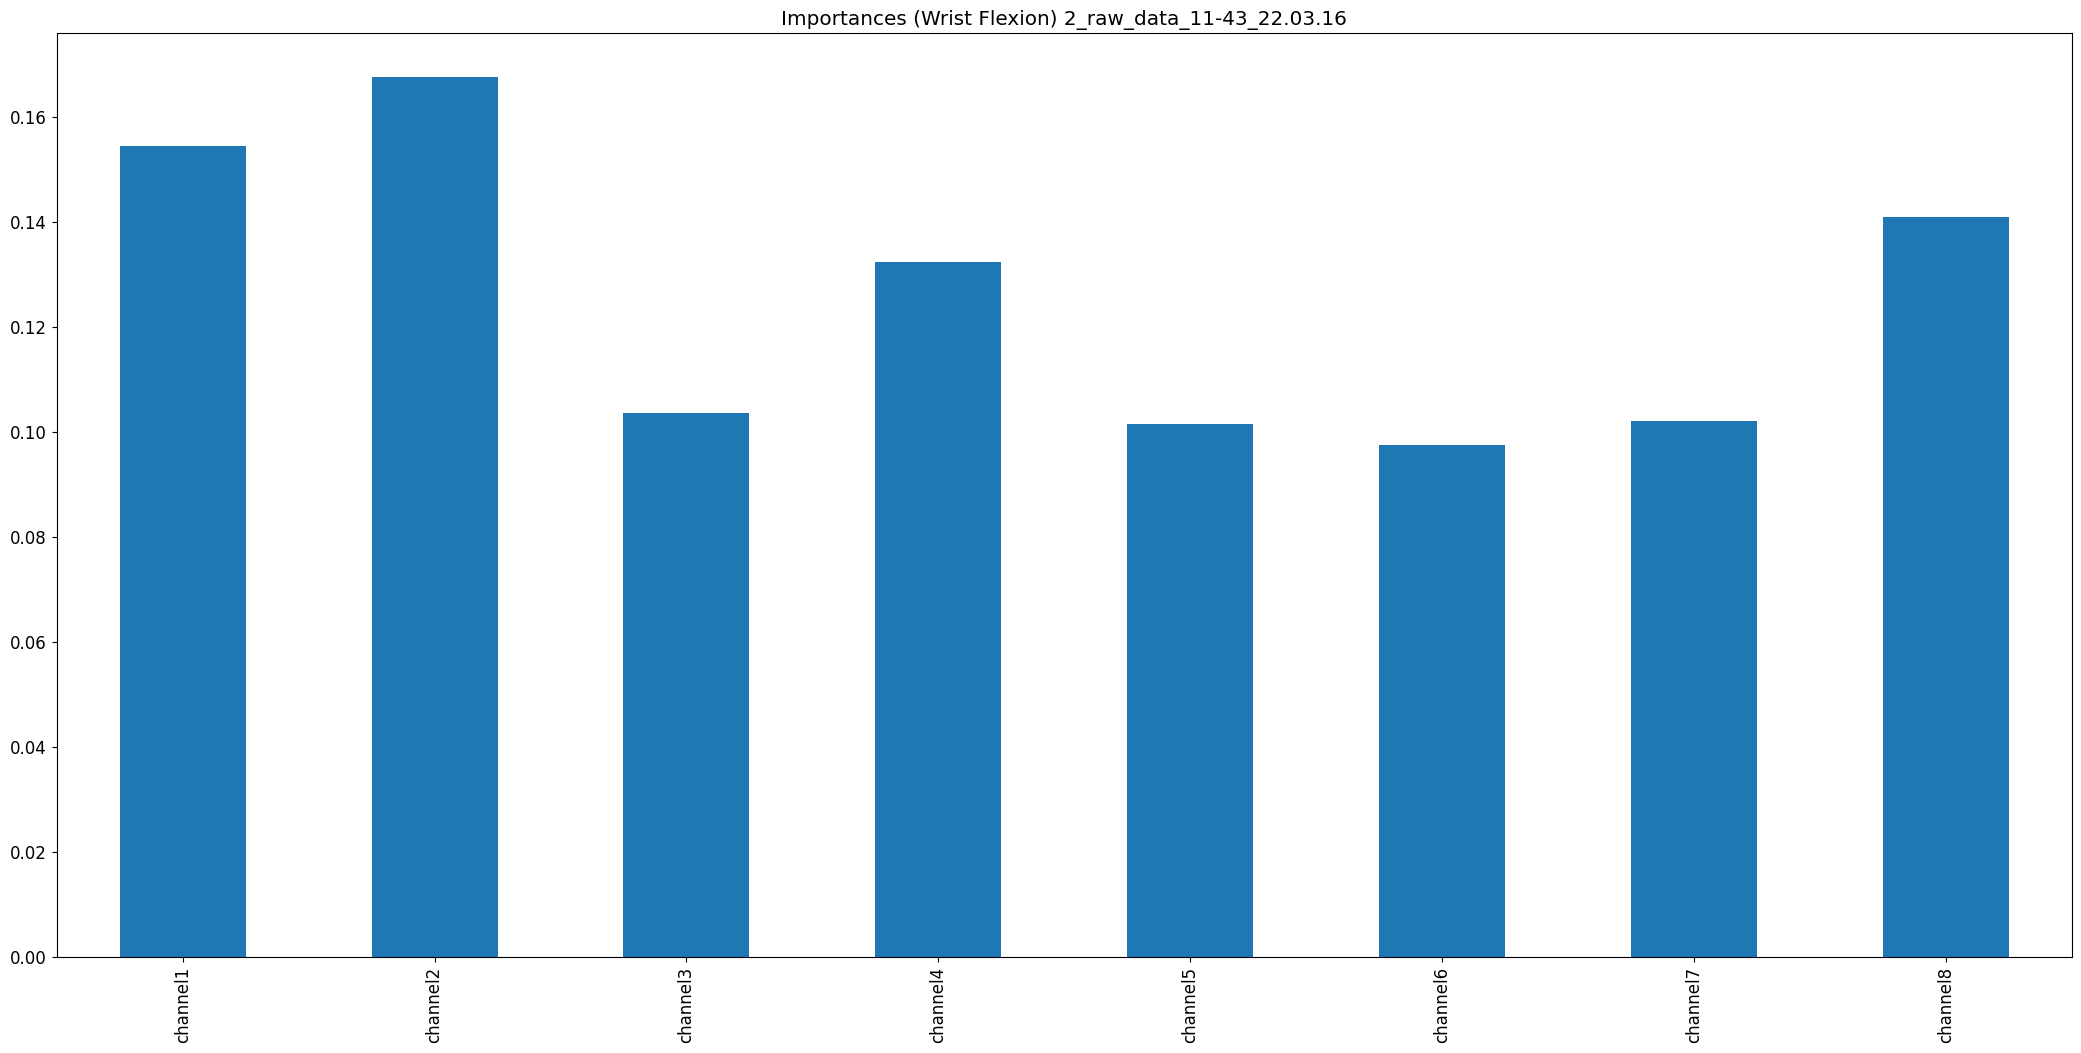 Importances (Wrist Flexion) 2_raw_data_11-43_22.03.16
0.16
0.14
0.12
0.10
0.08
0.06
0.04
0.02
0.00
channel1
channel2
channel3
channel4
channel5
channel6
channel7
channel8